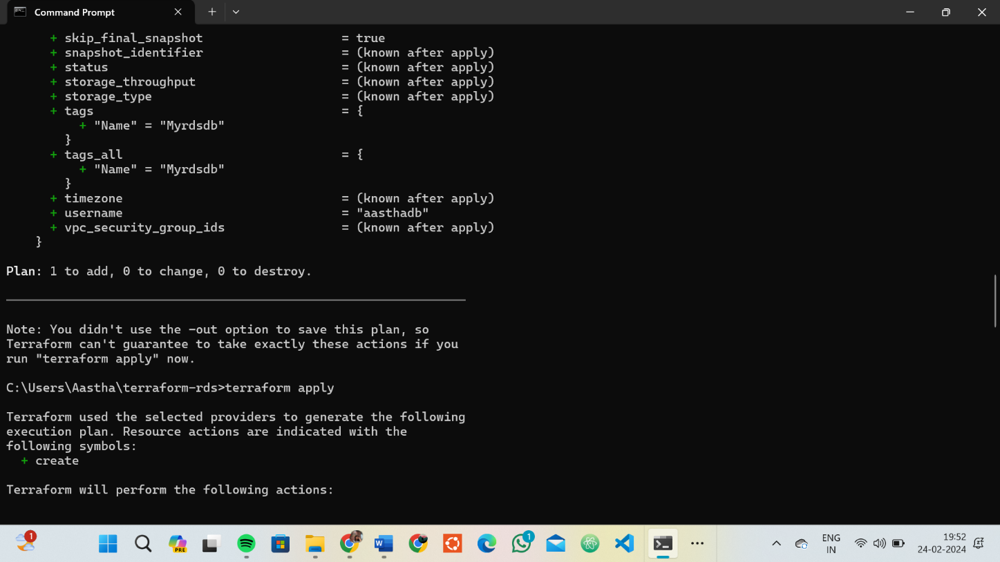 Command Prompt
+ skip_final_snapshot = true
+ snapshot_identifier = (known after apply)
+ status = (known after apply)
+ storage_throughput = (known after apply)
+ storage_type = (known after apply)
+ tags = {
+ "Name" = "Myrdsdb"
}
+ tags_all = {
+ "Name" = "Myrdsdb"
}
+ timezone = (known after apply)
+ username = "aasthadb"
+ vpc_security_group_ids = (known after apply)
}
Plan: 1 to add, 0 to change, 0 to destroy.
Note: You didn't use the -out option to save this plan, so
Terraform can't guarantee to take exactly these actions if you
run "terraform apply" now.
C:\Users\Aastha\terraform-rds>terraform apply
Terraform used the selected providers to generate the following
execution plan. Resource actions are indicated with the
following symbols:
+ create
Terraform will perform the following actions:
1
PRE
W
1
ENG
IN
19:52
24-02-2024